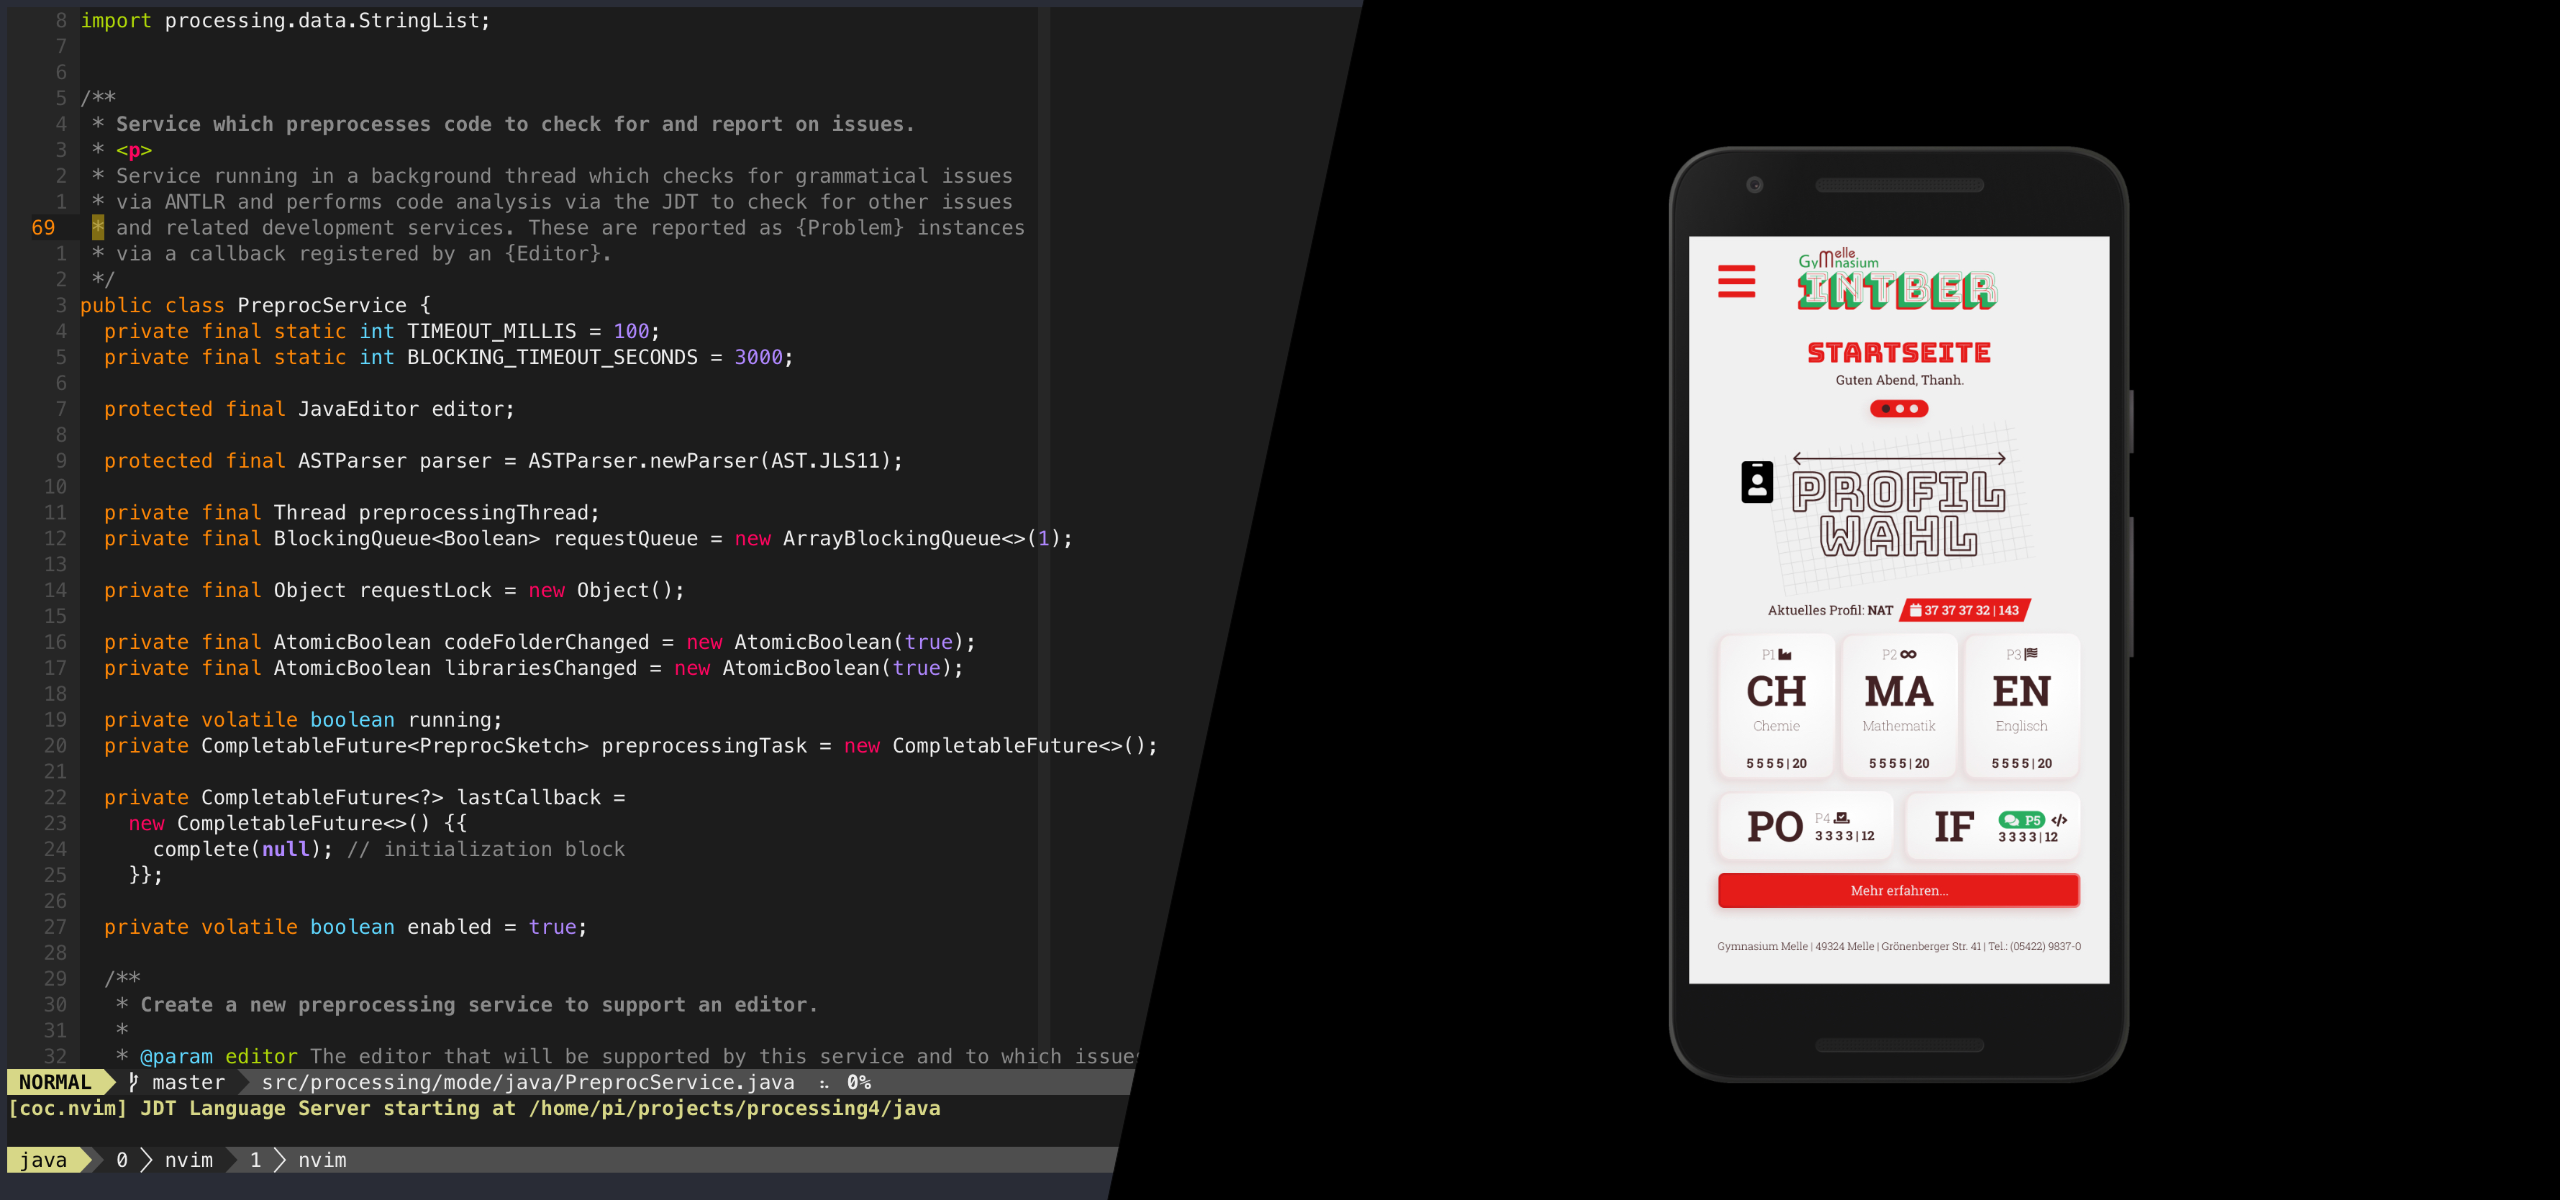 8 import processing.data.StringList;
7
6
5 /**
4 * Service which preprocesses code to check for and report on issues.
3 * <p>
2 * Service running in a background thread which checks for grammatical issues
1 * via ANTLR and performs code analysis via the JDT to check for other issues
69 * and related development services. These are reported as {Problem} instances
1 * via a callback registered by an {Editor}.
2 */
3 public class PreprocService {
4 private final static int TIMEOUT_MILLIS = 100;
5 private final static int BLOCKING_TIMEOUT_SECONDS = 3000;
6
7 protected final JavaEditor editor;
8
9 protected final ASTParser parser = ASTParser.newParser(AST.JLS11);
10
11 private final Thread preprocessingThread;
12 private final BlockingQueue<Boolean> requestQueue = new ArrayBlockingQueue<>(1);
13
14 private final Object requestLock = new Object();
15
16 private final AtomicBoolean codeFolderChanged = new AtomicBoolean(true);
17 private final AtomicBoolean librariesChanged = new AtomicBoolean(true);
18
19 private volatile boolean running;
20 private CompletableFuture<PreprocSketch> preprocessingTask = new CompletableFuture<>();
21
22 private CompletableFuture<?> lastCallback =
23 new CompletableFuture<>() {{
24 complete(null); // initialization block
25 }};
26
27 private volatile boolean enabled = true;
28
29 /**
30 * Create a new preprocessing service to support an editor.
31 *
32 * @param editor The editor that will be supported by this service and to which issue
NORMAL master src/processing/mode/java/PreprocService.java 0%
[coc.nvim] JDT Language Server starting at /home/pi/projects/processing4/java
java 0 nvim 1 nvim
GyMnasium Melle
INTBER
STARTSEITE
Guten Abend, Thanh.
PROFIL
WAHL
Aktuelles Profil: NAT 37 37 37 32 | 143
P1 P2 P3
CH MA EN
Chemie Mathematik Englisch
5 5 5 5 | 20 5 5 5 5 | 20 5 5 5 5 | 20
PO P4 IF P5 </>
3 3 3 3 | 12 3 3 3 3 | 12
Mehr erfahren...
Gymnasium Melle | 49324 Melle | Grönenberger Str. 41 | Tel.: (05422) 9837-0